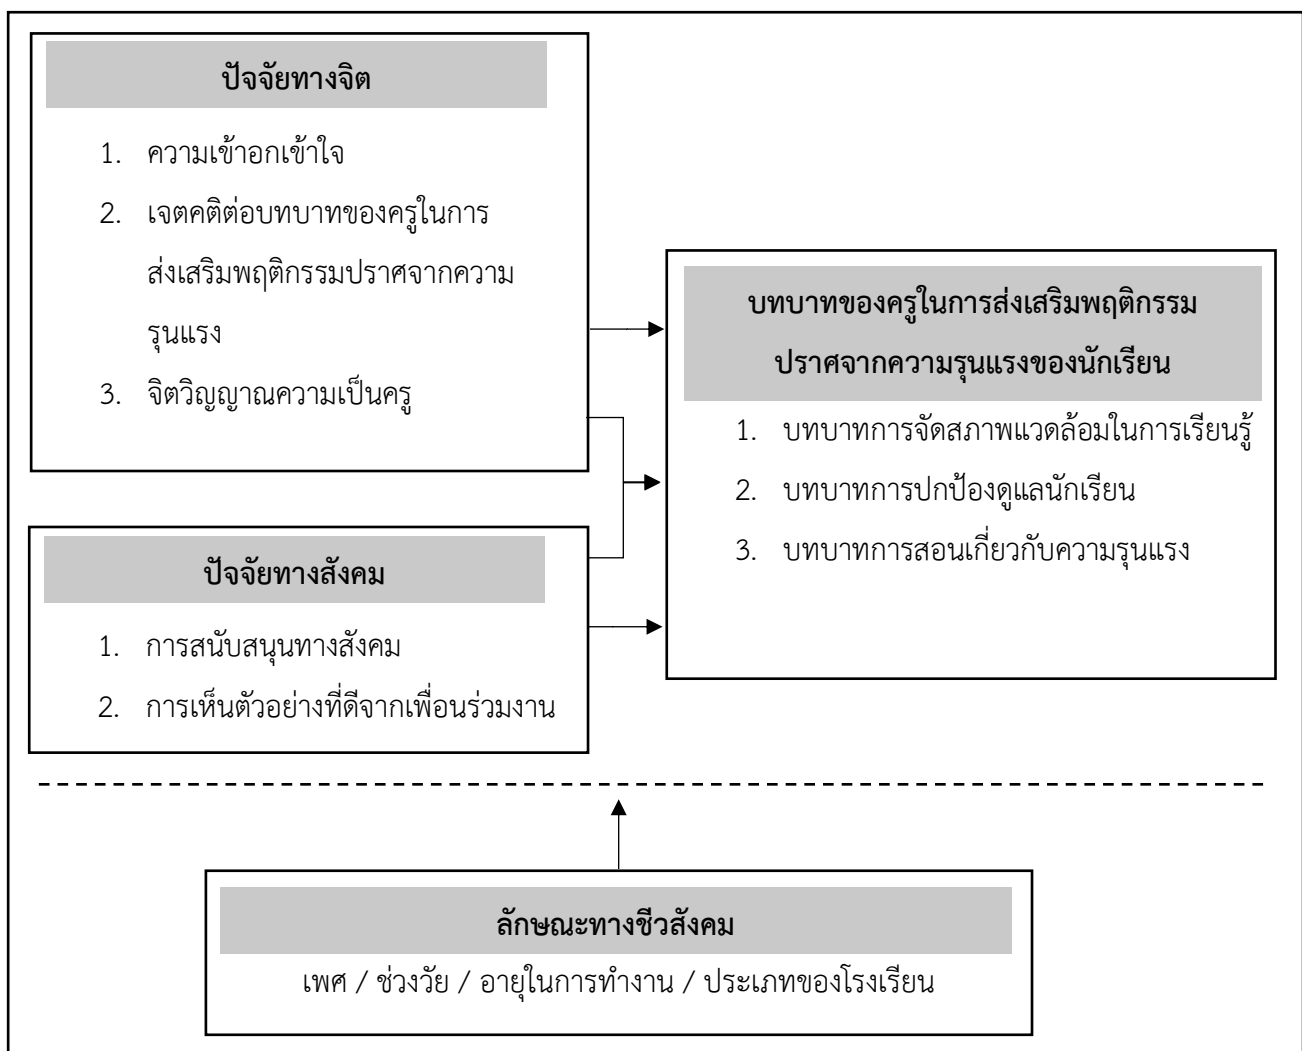 ปัจจัยทางจิต
1. ความเข้าอกเข้าใจ
2. เจตคติต่อบทบาทของครูในการ
ส่งเสริมพฤติกรรมปราศจากความ
รุนแรง
3. จิตวิญญาณความเป็นครู
บทบาทของครูในการส่งเสริมพฤติกรรม
ปราศจากความรุนแรงของนักเรียน
1. บทบาทการจัดสภาพแวดล้อมในการเรียนรู้
2. บทบาทการปกป้องดูแลนักเรียน
3. บทบาทการสอนเกี่ยวกับความรุนแรง
ปัจจัยทางสังคม
1. การสนับสนุนทางสังคม
2. การเห็นตัวอย่างที่ดีจากเพื่อนร่วมงาน
ลักษณะทางชีวสังคม
เพศ / ช่วงวัย / อายุในการทำงาน / ประเภทของโรงเรียน